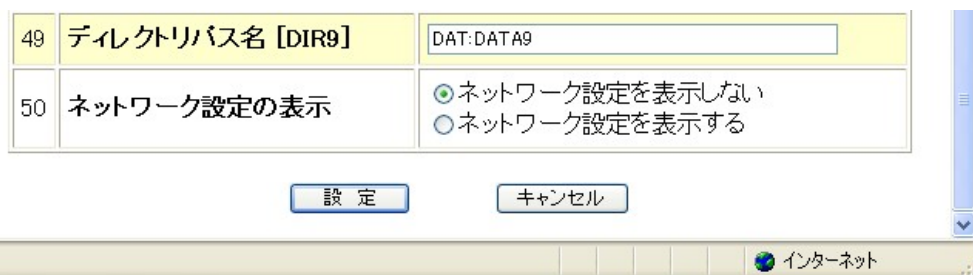 49 ディレクトリパス名 [DIR9] DAT:DATA9
50 ネットワーク設定の表示 ネットワーク設定を表示しない
ネットワーク設定を表示する
設 定 キャンセル
インターネット